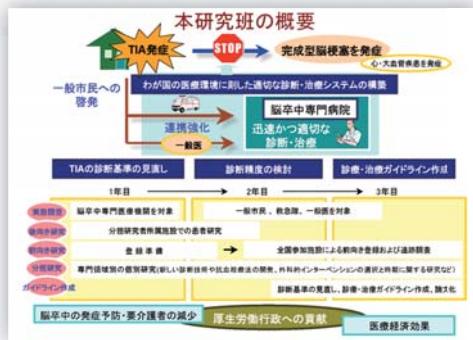 本研究班の概要
TIA発症
STOP
完成型脳梗塞を発症
心・大血管疾患を発症
一般市民への
啓発
わが国の医療環境に則した適切な診断・治療システムの構築
連携強化
一般医
脳卒中専門病院
迅速かつ適切な
診断・治療
TIAの診断基準の見直し
診断精度の検討
診療・治療ガイドライン作成
1年目
2年目
3年目
実態調査
脳卒中専門医療機関を対象
一般市民、救急隊、一般医を対象
後向き研究
分担研究者所属施設での患者研究
前向き研究
登録準備
全国参加施設による前向き登録および追跡調査
分担研究
専門領域別の個別研究(新しい診断技術や抗血栓療法の開発、外科的インターベンションの選択と時期に関する研究など)
ガイドライン作成
診断基準の見直し、診療・治療ガイドライン作成、論文化
脳卒中の発症予防・要介護者の減少
厚生労働行政への貢献
医療経済効果